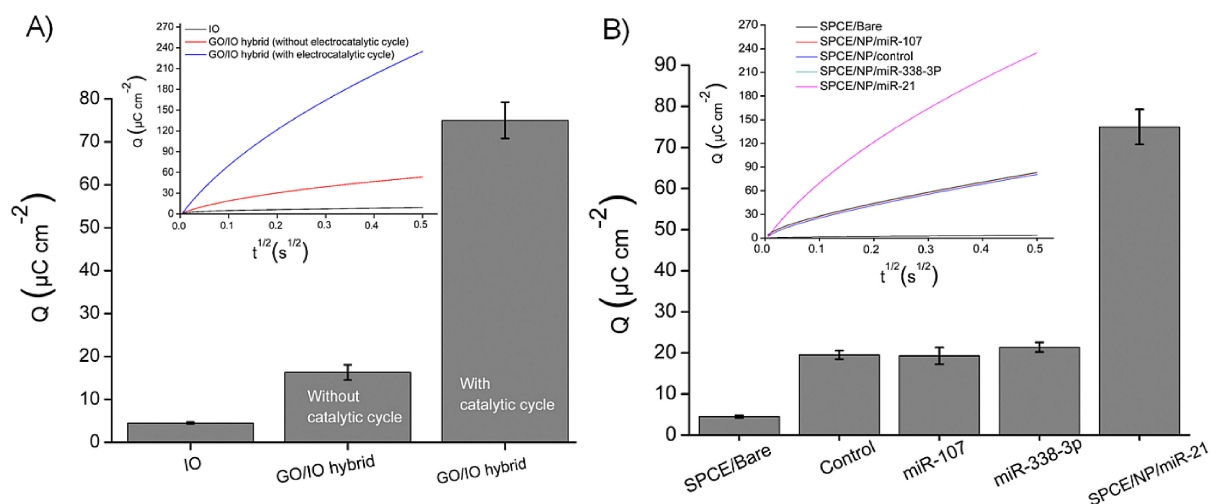 A)
IO
GO/IO hybrid (without electrocatalytic cycle)
GO/IO hybrid (with electrocatalytic cycle)
270
240
210
180
150
120
90
60
30
0
Q (µC cm⁻²)
0.0 0.1 0.2 0.3 0.4 0.5
t^1/2(s^1/2)
80
70
60
50
40
30
20
10
0
Q (µC cm⁻²)
Without
catalytic cycle
With
catalytic cycle
IO
GO/IO hybrid
GO/IO hybrid
B)
SPCE/Bare
SPCE/NP/miR-107
SPCE/NP/control
SPCE/NP/miR-338-3P
SPCE/NP/miR-21
270
240
210
180
150
120
90
60
30
0
Q (µC cm⁻²)
0.0 0.1 0.2 0.3 0.4 0.5
t^1/2(s^1/2)
90
80
70
60
50
40
30
20
10
0
Q (µC cm⁻²)
SPCE/Bare
Control
miR-107
miR-338-3p
SPCE/NP/miR-21